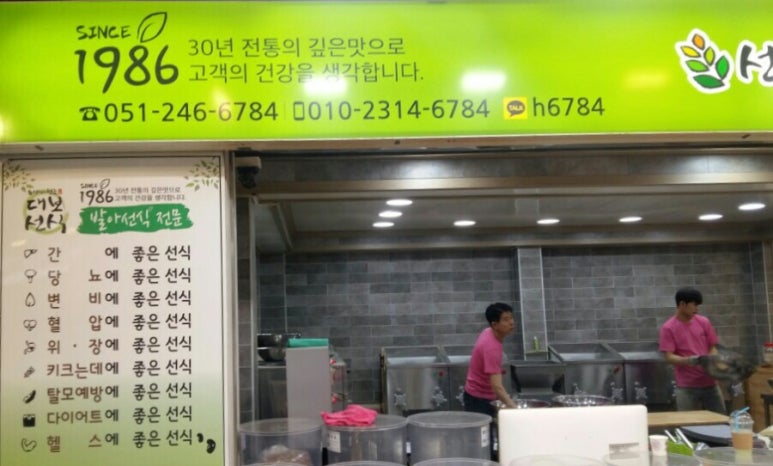 SINCE
1986
30년 전통의 깊은맛으로
고객의 건강을 생각합니다.
051-246-6784 010-2314-6784 TALK h6784
선
대보
선식
SINCE
1986
30년 전통의 깊은맛으로
고객의 건강을 생각합니다.
발아선식 전문
간 에 좋은 선식
당 뇨에 좋은 선식
변 비에 좋은 선식
혈 압에 좋은 선식
위 · 장에 좋은 선식
키크는데에 좋은 선식
탈모예방에 좋은 선식
다이어트에 좋은 선식
헬 스에 좋은 선식